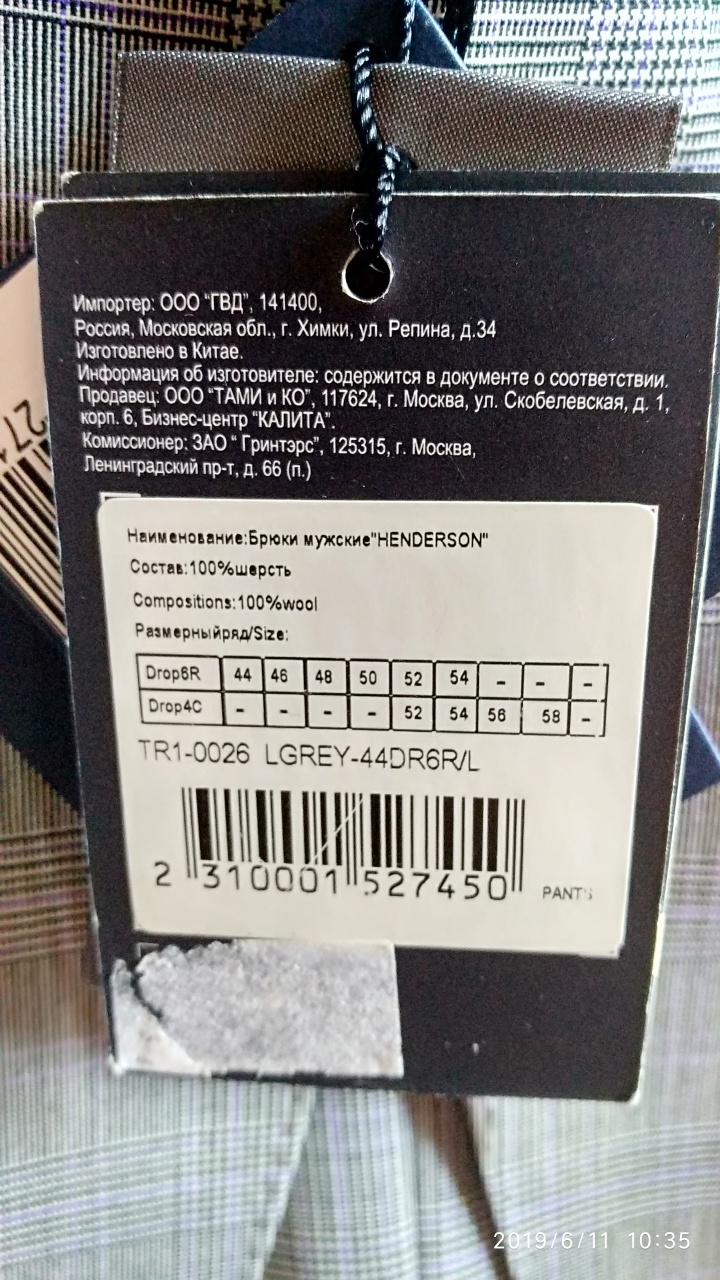 Импортер: ООО "ГВД", 141400,
Россия, Московская обл., г. Химки, ул. Репина, д.34
Изготовлено в Китае.
Информация об изготовителе: содержится в документе о соответствии.
Продавец: ООО "ТАМИ и КО", 117624, г. Москва, ул. Скобелевская, д. 1,
корп. 6, Бизнес-центр "КАЛИТА".
Комиссионер: ЗАО " Гринтэрс", 125315, г. Москва,
Ленинградский пр-т, д. 66 (п.)
Наименование:Брюки мужские"HENDERSON"
Состав:100%шерсть
Compositions:100%wool
Размерныйряд/Size:
Drop6R 44 46 48 50 52 54 - - -
Drop4C - - - - 52 54 56 58 -
TR1-0026 LGREY-44DR6R/L
2 310001 527450 PANTS
271
2019/6/11 10:35